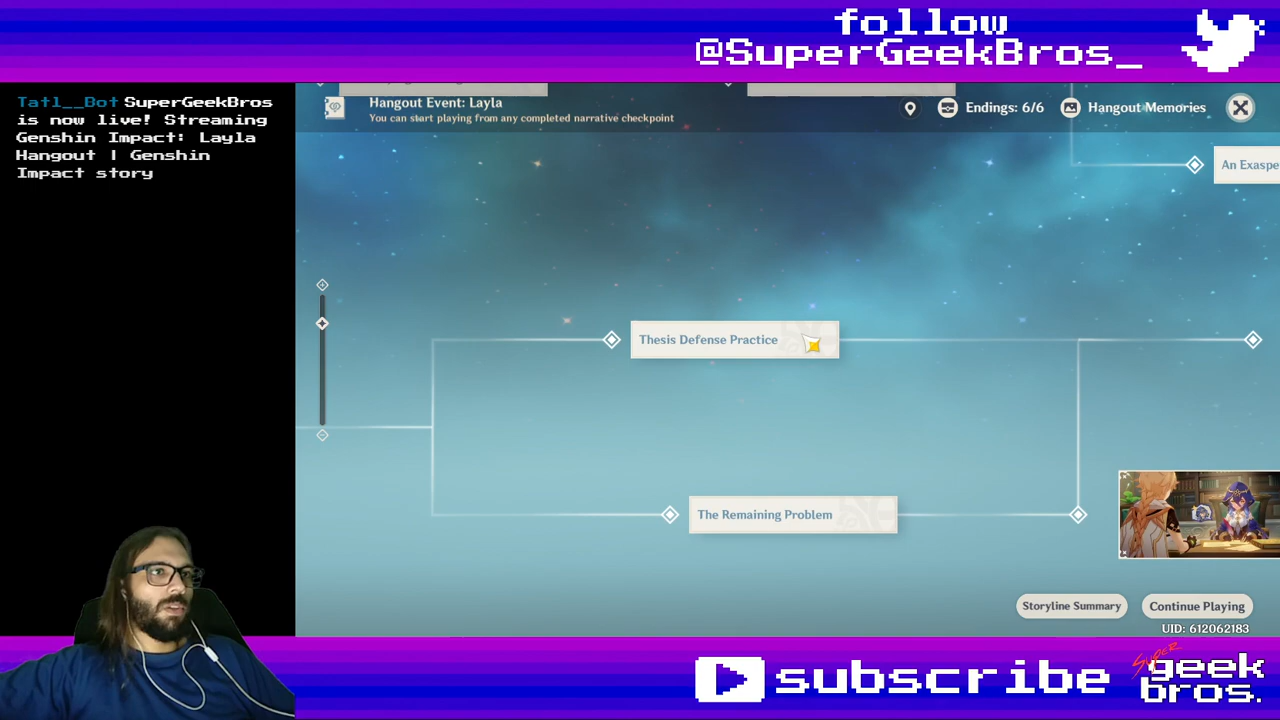 follow
@SuperGeekBros_
Tatl__Bot SuperGeekBros
is now live! Streaming
Genshin Impact: Layla
Hangout | Genshin
Impact story
Hangout Event: Layla
You can start playing from any completed narrative checkpoint
Endings: 6/6
Hangout Memories
An Exaspe
Thesis Defense Practice
The Remaining Problem
Storyline Summary
Continue Playing
UID: 612062183
subscribe
Super
geek
bros.